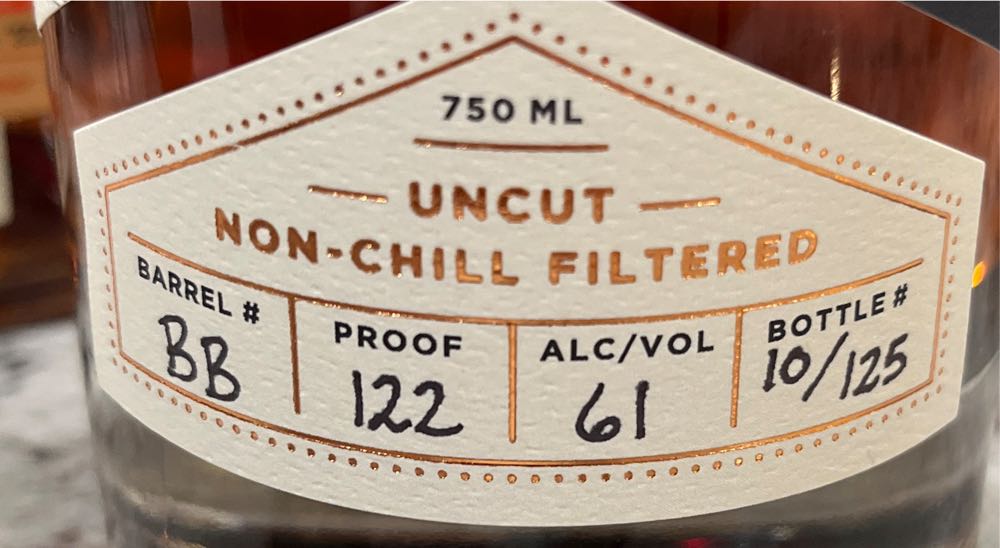 750 ML
UNCUT
NON-CHILL FILTERED
BARREL # PROOF ALC/VOL BOTTLE #
BB 122 61 10/125